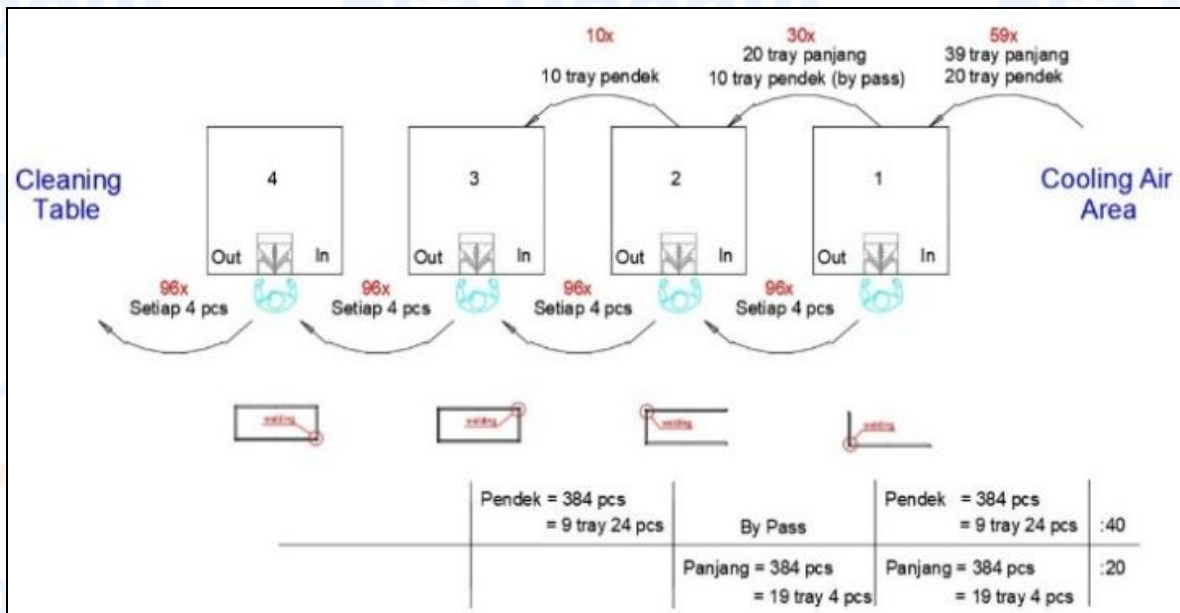 10x
10 tray pendek
30x
20 tray panjang
10 tray pendek (by pass)
59x
39 tray panjang
20 tray pendek
Cleaning
Table
4
Out In
3
Out In
2
Out In
1
Out In
Cooling Air
Area
96x
Setiap 4 pcs
96x
Setiap 4 pcs
96x
Setiap 4 pcs
96x
Setiap 4 pcs
welding
welding
welding
welding
Pendek = 384 pcs
= 9 tray 24 pcs
By Pass
Pendek = 384 pcs
= 9 tray 24 pcs
:40
Panjang = 384 pcs
= 19 tray 4 pcs
Panjang = 384 pcs
= 19 tray 4 pcs
:20